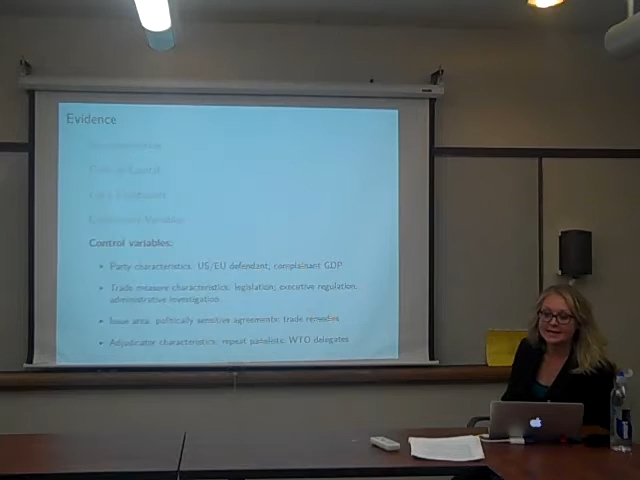 Evidence
Control variables:
Party characteristics: US/EU defendant; complainant GDP
Trade measure characteristics: legislation; executive regulation,
administrative investigation
Issue area: politically sensitive agreements; trade remedies
Adjudicator characteristics: repeat panelists; WTO delegates